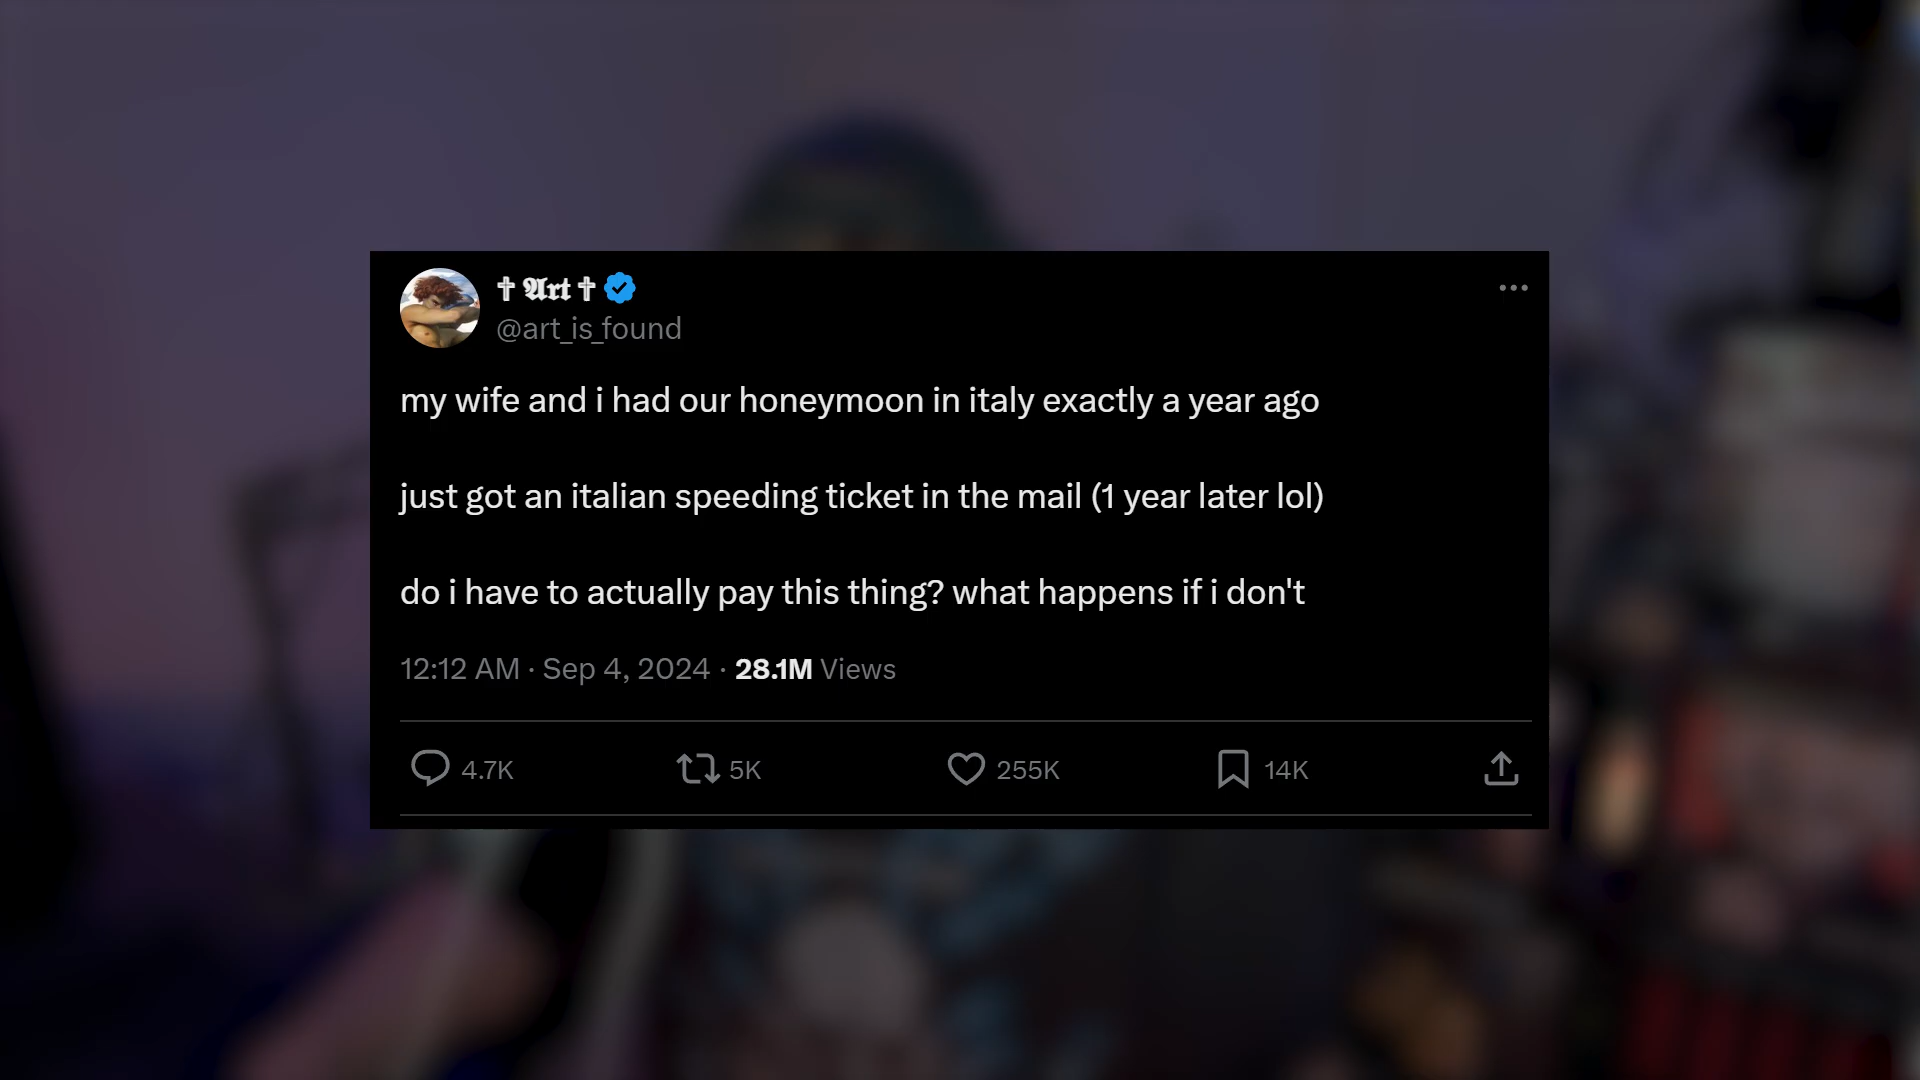 ✝ 𝕬𝖗𝖙 ✝
@art_is_found
my wife and i had our honeymoon in italy exactly a year ago
just got an italian speeding ticket in the mail (1 year later lol)
do i have to actually pay this thing? what happens if i don't
12:12 AM · Sep 4, 2024 · 28.1M Views
4.7K 5K 255K 14K